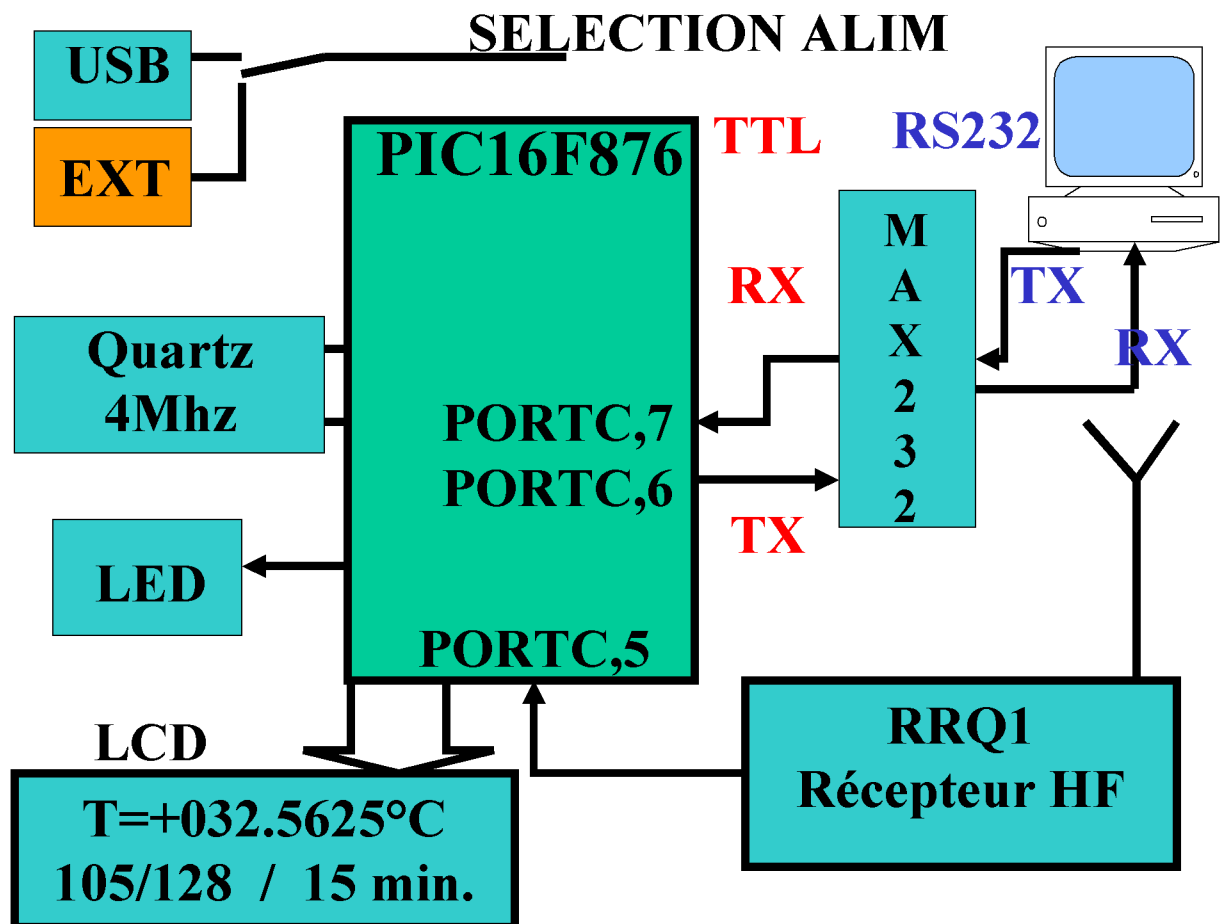 SELECTION ALIM
USB
EXT
PIC16F876
TTL
RS232
M
A
X
2
3
2
RX
TX
RX
Quartz
4Mhz
PORTC,7
PORTC,6
TX
LED
PORTC,5
LCD
T=+032.5625°C
105/128 / 15 min.
RRQ1
Récepteur HF